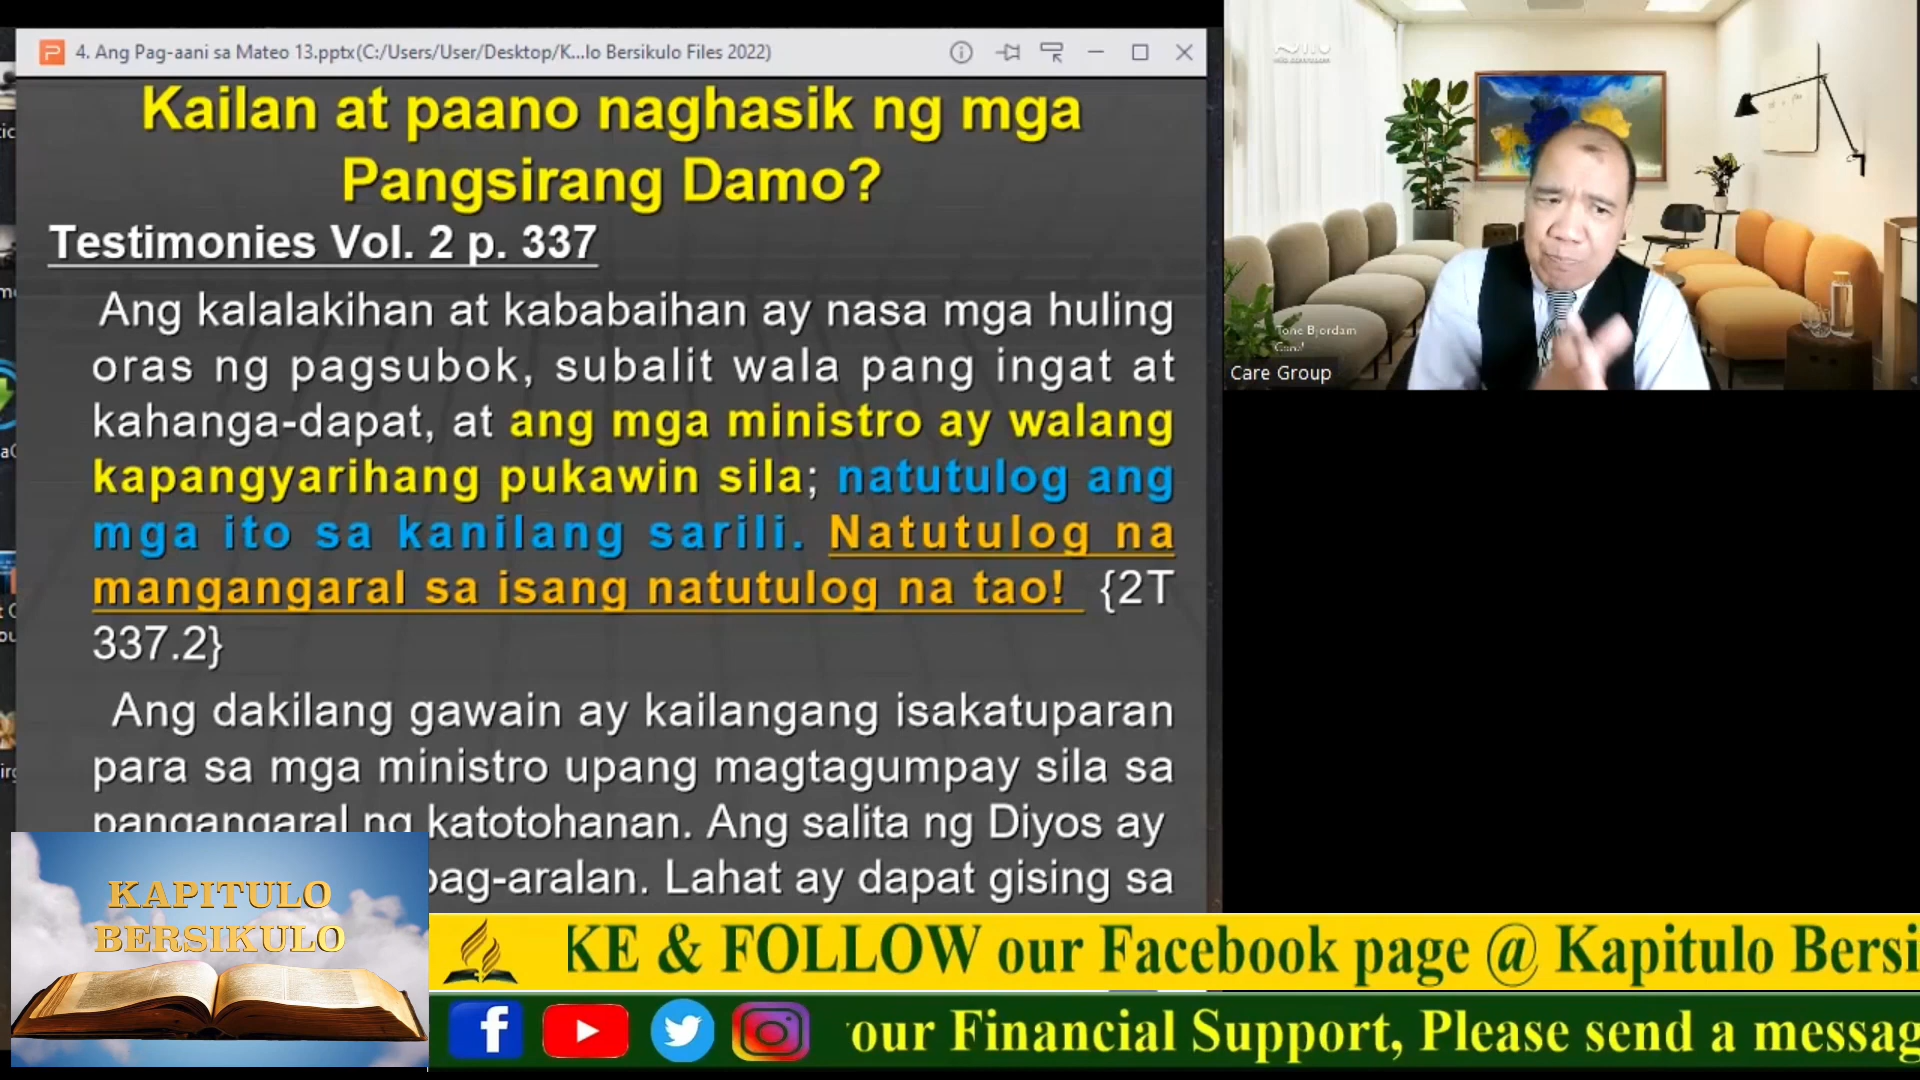 4. Ang Pag-aani sa Mateo 13.pptx(C:/Users/User/Desktop/K...lo Bersikulo Files 2022)
Kailan at paano naghasik ng mga
Pangsirang Damo?
Testimonies Vol. 2 p. 337
Ang kalalakihan at kababaihan ay nasa mga huling
oras ng pagsubok, subalit wala pang ingat at
kahanga-dapat, at ang mga ministro ay walang
kapangyarihang pukawin sila; natutulog ang
mga ito sa kanilang sarili. Natutulog na
mangangaral sa isang natutulog na tao! {2T
337.2}
Ang dakilang gawain ay kailangang isakatuparan
para sa mga ministro upang magtagumpay sila sa
pangangaral ng katotohanan. Ang salita ng Diyos ay
pag-aralan. Lahat ay dapat gising sa
Tone Bjordam
Care Group
KAPITULO
BERSIKULO
KE & FOLLOW our Facebook page @ Kapitulo Bersi
our Financial Support, Please send a messag